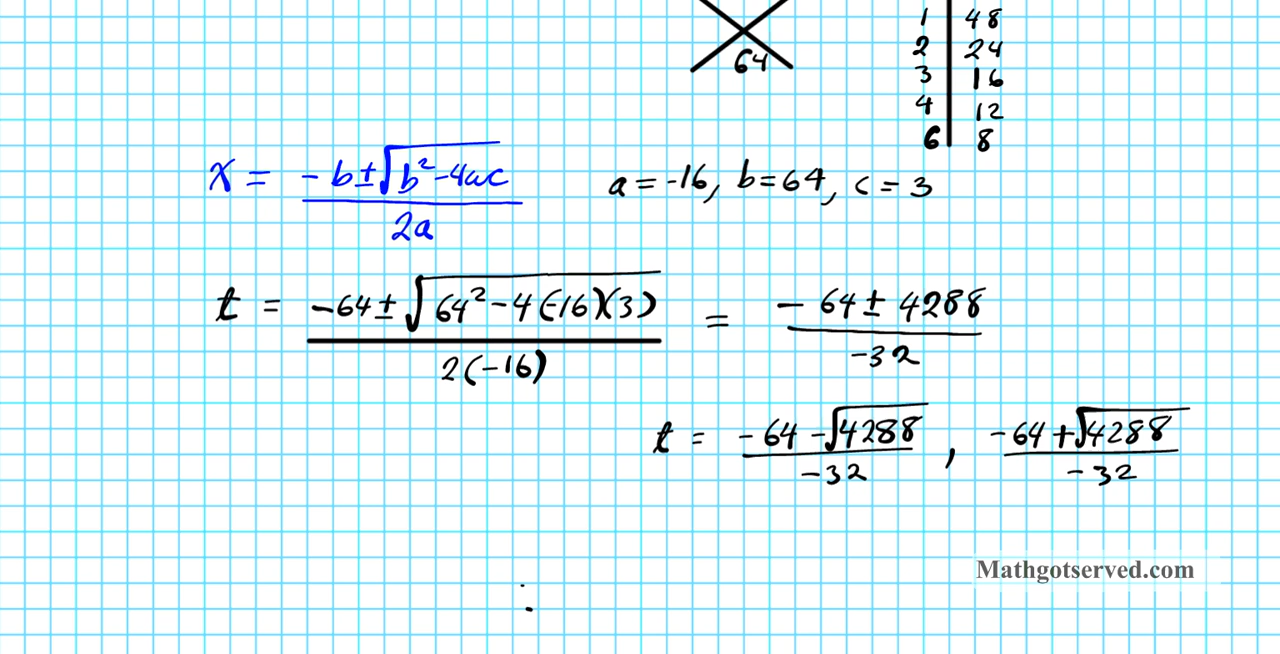 1 | 48
2 | 24
64
3 | 16
4 | 12
6 | 8
x = -b±√(b²-4ac) / 2a    a=-16, b=64, c=3
t = -64±√(64²-4(-16)(3)) / 2(-16) = -64±4288 / -32
t = -64-√4288 / -32 , -64+√4288 / -32
Mathgotserved.com